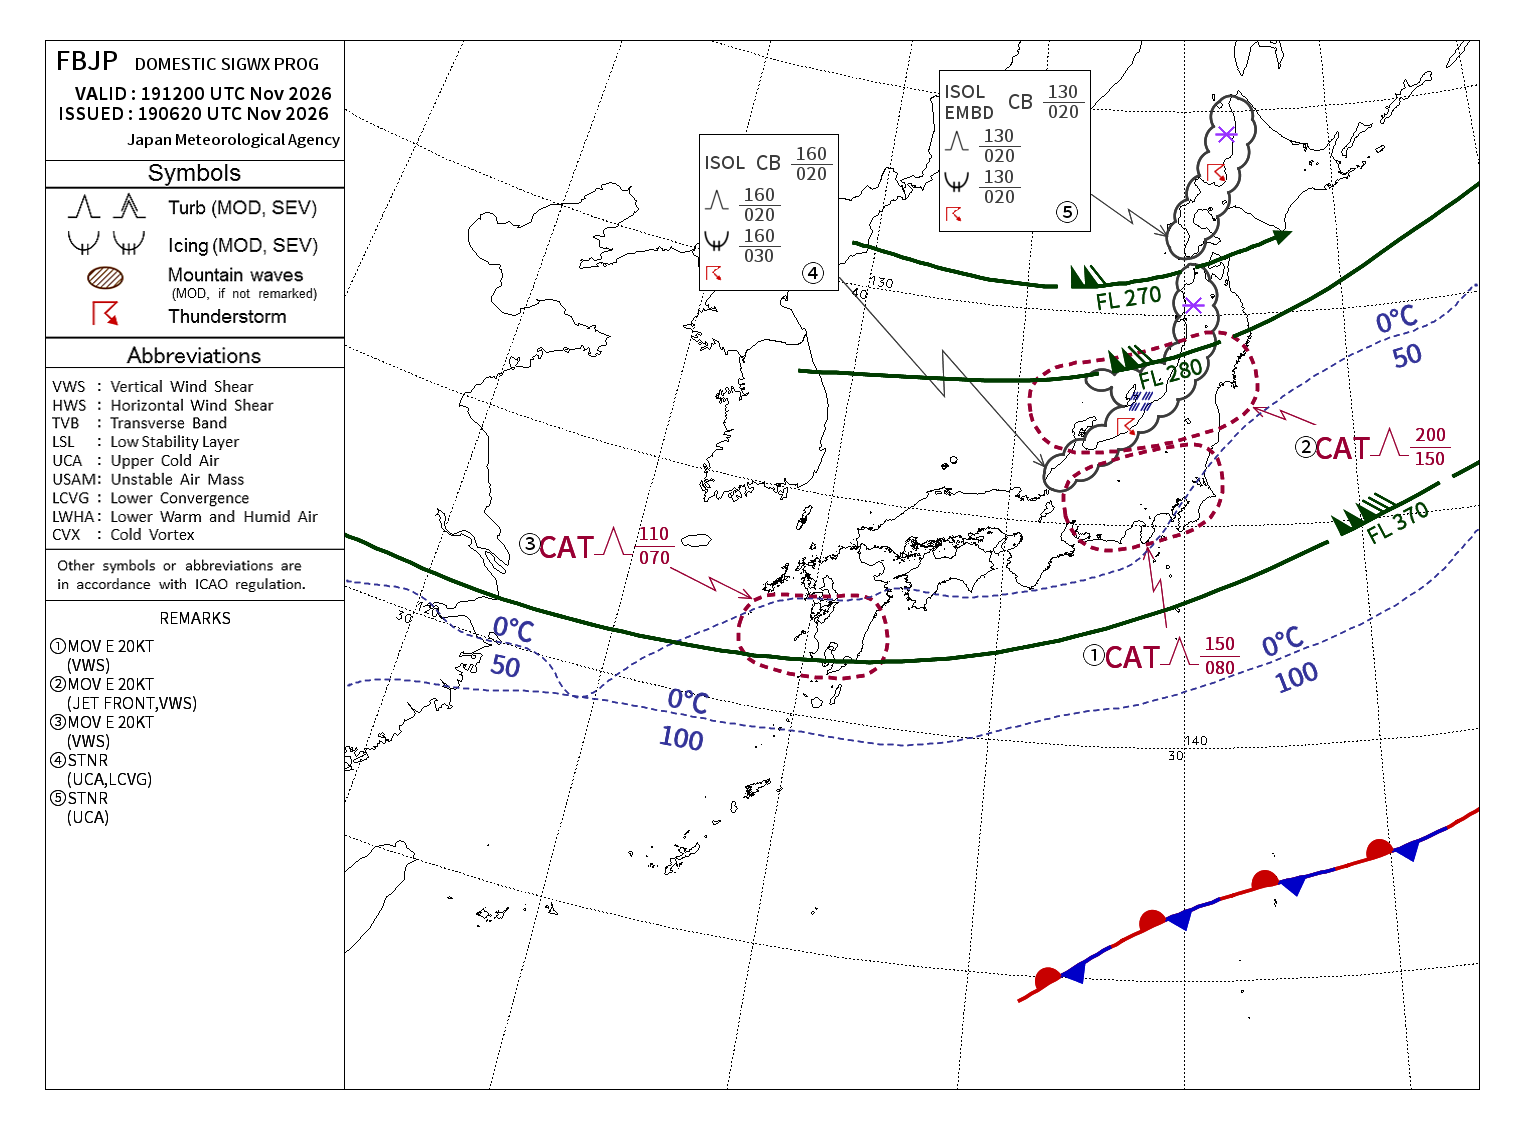 FBJP DOMESTIC SIGWX PROG
VALID : 191200 UTC Nov 2026
ISSUED : 190620 UTC Nov 2026
Japan Meteorological Agency
Symbols
Turb (MOD, SEV)
Icing (MOD, SEV)
Mountain waves
(MOD, if not remarked)
Thunderstorm
Abbreviations
VWS : Vertical Wind Shear
HWS : Horizontal Wind Shear
TVB : Transverse Band
LSL : Low Stability Layer
UCA : Upper Cold Air
USAM: Unstable Air Mass
LCVG : Lower Convergence
LWHA: Lower Warm and Humid Air
CVX : Cold Vortex
Other symbols or abbreviations are
in accordance with ICAO regulation.
REMARKS
①MOV E 20KT
(VWS)
②MOV E 20KT
(JET FRONT,VWS)
③MOV E 20KT
(VWS)
④STNR
(UCA,LCVG)
⑤STNR
(UCA)
ISOL CB 160
020
160
020
160
030
④
ISOL
EMBD CB 130
020
130
020
130
020
⑤
40 130
FL 270
FL 280
0°C
50
②CAT 200
150
FL 370
③CAT 110
070
30 120
0°C
50
①CAT 150
080
0°C
100
0°C
100
140
30